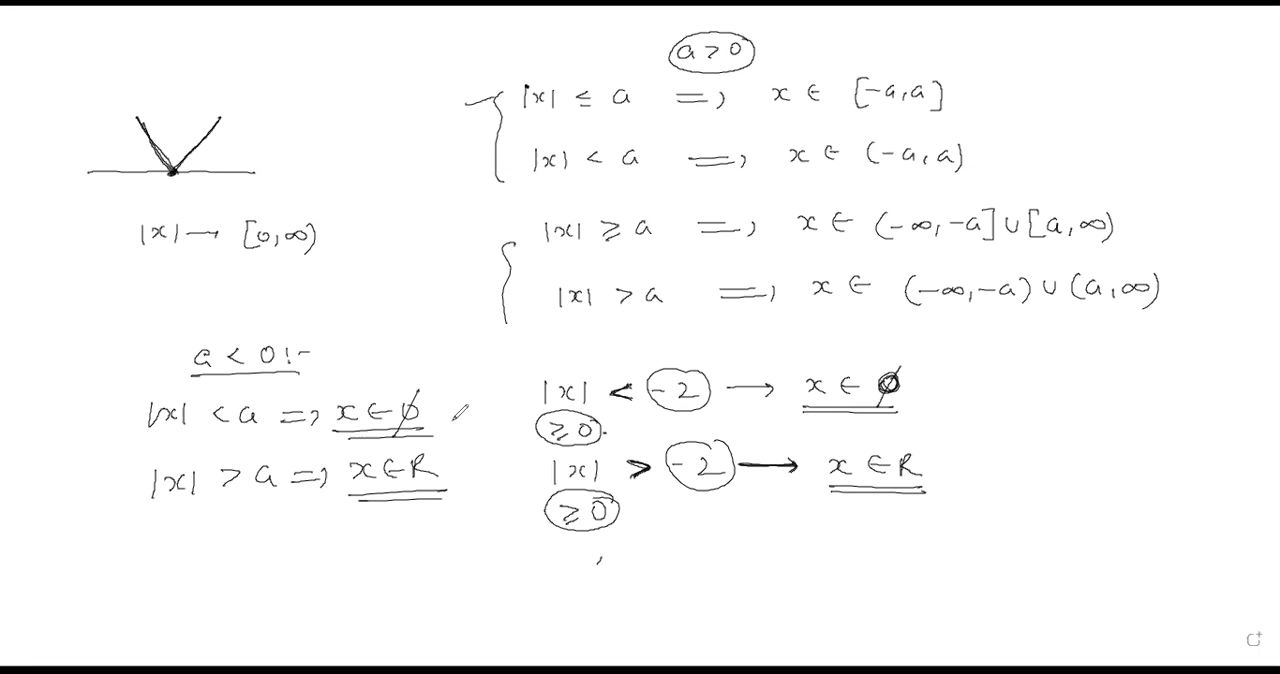 a > 0
|x| ≤ a ⇒ x ∈ [-a, a]
|x| < a ⇒ x ∈ (-a, a)
|x| → [0, ∞)
|x| ≥ a ⇒ x ∈ (-∞, -a] ∪ [a, ∞)
|x| > a ⇒ x ∈ (-∞, -a) ∪ (a, ∞)
a < 0 :-
|x| < a ⇒ x ∈ ϕ
|x| > a ⇒ x ∈ R
|x| < -2 → x ∈ ϕ
≥ 0
|x| > -2 → x ∈ R
≥ 0